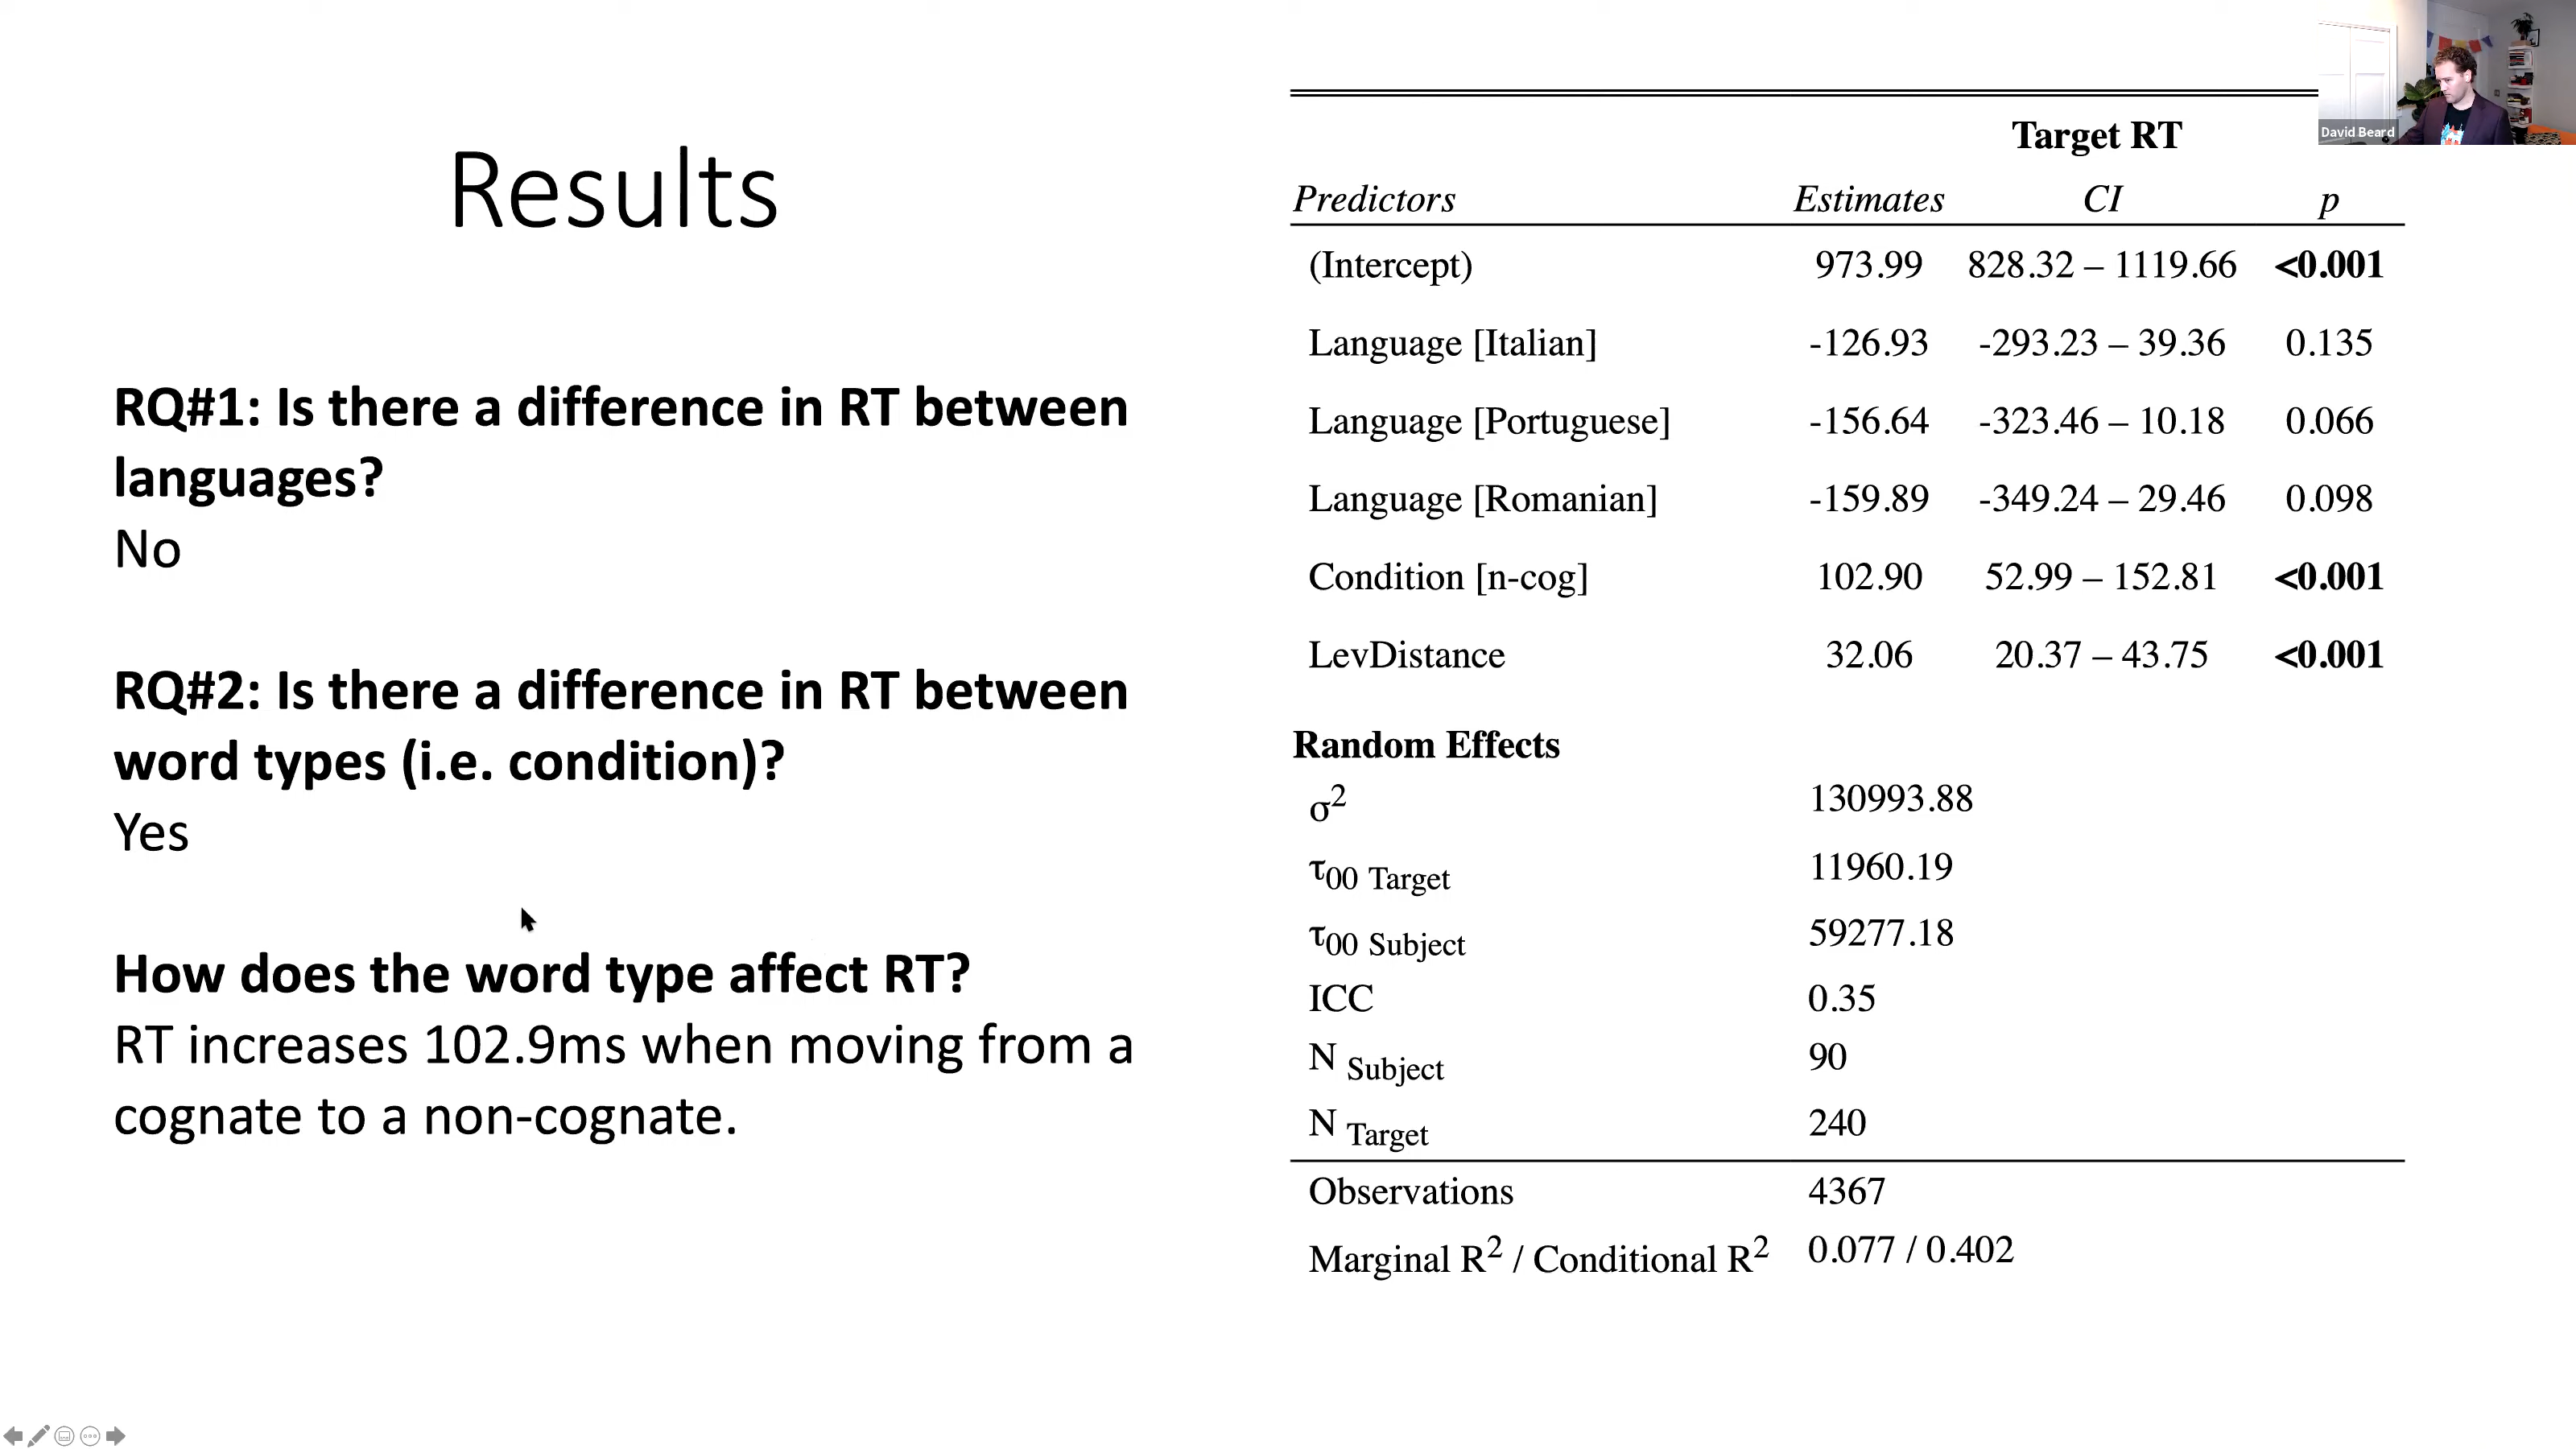 Results
RQ#1: Is there a difference in RT between
languages?
No
RQ#2: Is there a difference in RT between
word types (i.e. condition)?
Yes
How does the word type affect RT?
RT increases 102.9ms when moving from a
cognate to a non-cognate.
Target RT
Predictors Estimates CI p
(Intercept) 973.99 828.32 – 1119.66 <0.001
Language [Italian] -126.93 -293.23 – 39.36 0.135
Language [Portuguese] -156.64 -323.46 – 10.18 0.066
Language [Romanian] -159.89 -349.24 – 29.46 0.098
Condition [n-cog] 102.90 52.99 – 152.81 <0.001
LevDistance 32.06 20.37 – 43.75 <0.001
Random Effects
σ² 130993.88
τ00 Target 11960.19
τ00 Subject 59277.18
ICC 0.35
N Subject 90
N Target 240
Observations 4367
Marginal R² / Conditional R² 0.077 / 0.402
David Beard